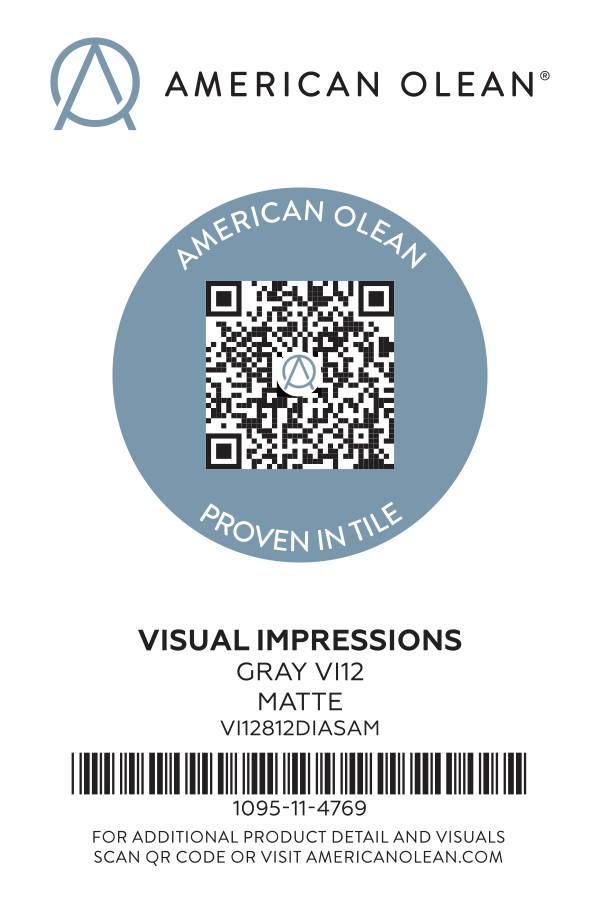 AMERICAN OLEAN®
AMERICAN OLEAN
PROVEN IN TILE
VISUAL IMPRESSIONS
GRAY VI12
MATTE
VI12812DIASAM
1095-11-4769
FOR ADDITIONAL PRODUCT DETAIL AND VISUALS
SCAN QR CODE OR VISIT AMERICANOLEAN.COM